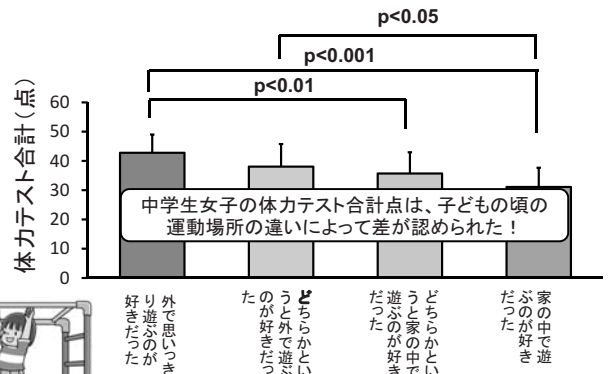 p<0.05
p<0.001
p<0.01
体力テスト合計(点)
60
50
40
30
20
10
0
中学生女子の体力テスト合計点は、子どもの頃の
運動場所の違いによって差が認められた！
外で思いっき
り遊ぶのが
好きだった
どちらかとい
うと外で遊ぶ
のが好きだっ
た
どちらかとい
うと家の中で
遊ぶのが好き
だった
家の中で遊
ぶのが好き
だった